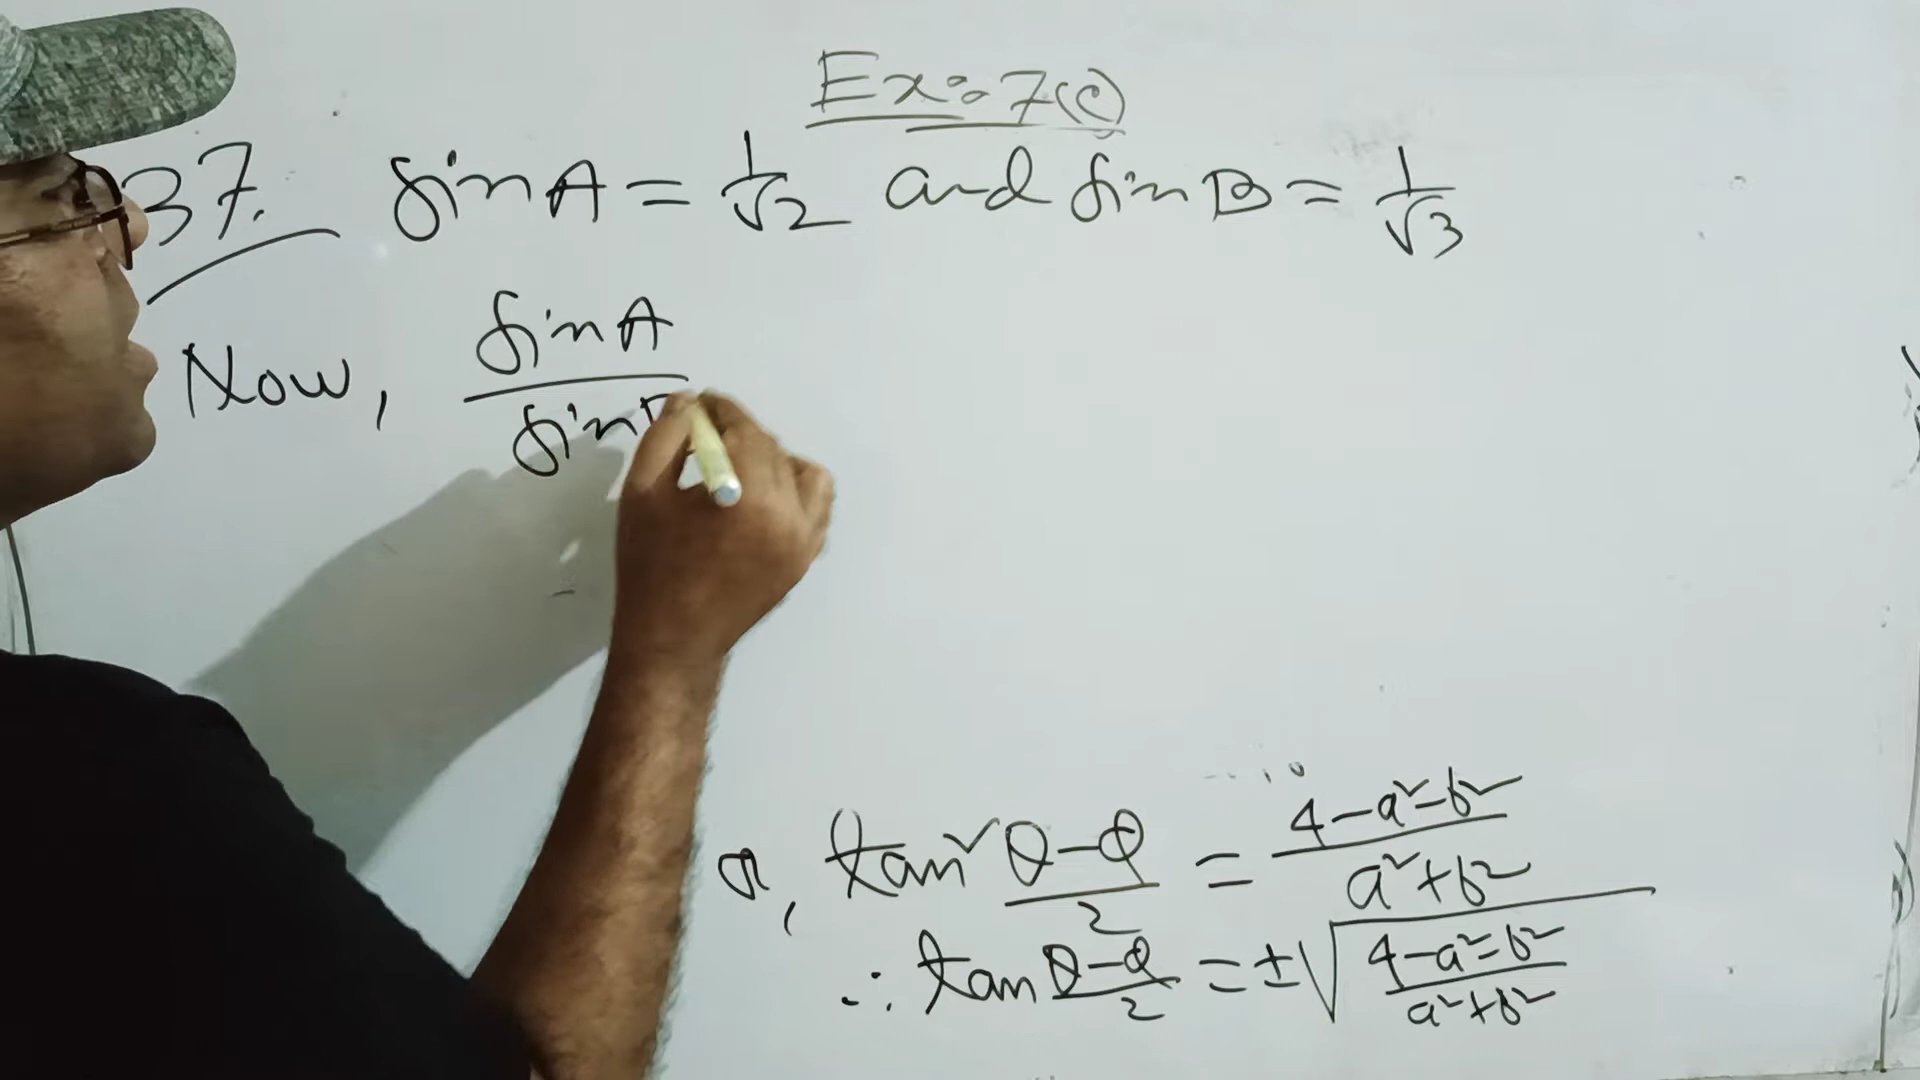 Ex: 7(c)
37. sin A = 1/√2 and sin B = 1/√3
Now, sin A / sin B
or, tan² (θ-φ)/2 = (4-a²-b²)/(a²+b²)
∴ tan (θ-φ)/2 = ±√((4-a²-b²)/(a²+b²))